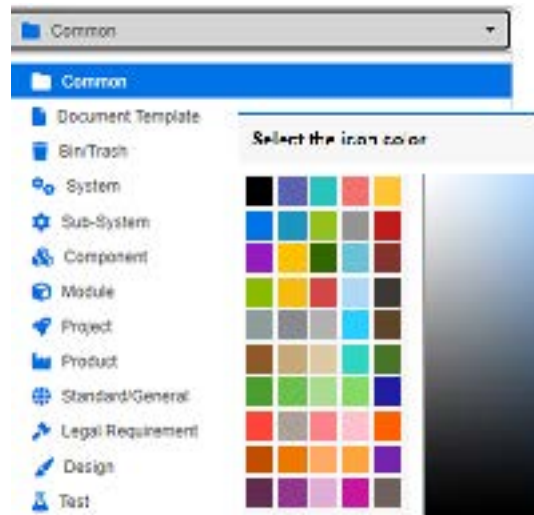 Common
Common
Document Template
Bin/Trash
Select the icon color
System
Sub-System
Component
Module
Project
Product
Standard/General
Legal Requirement
Design
Test